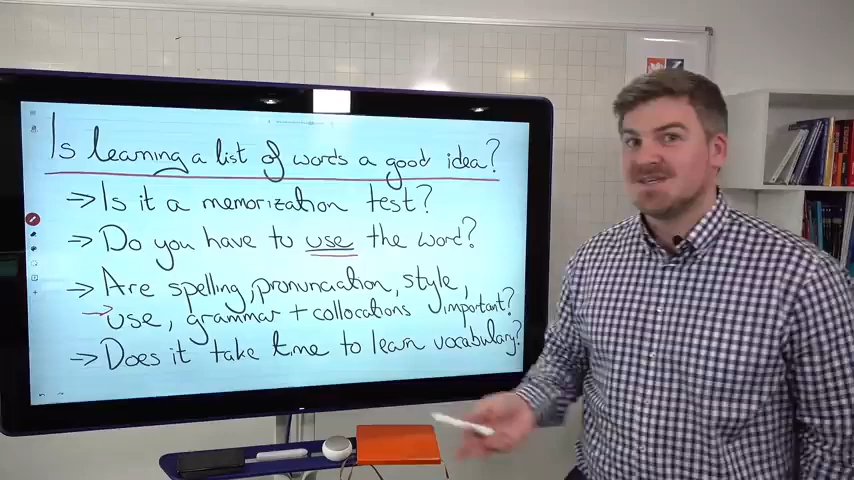 Is learning a list of words a good idea?
⇒ Is it a memorization test?
⇒ Do you have to use the word?
⇒ Are spelling, pronunciation, style,
→ use, grammar + collocations important?
⇒ Does it take time to learn vocabulary?